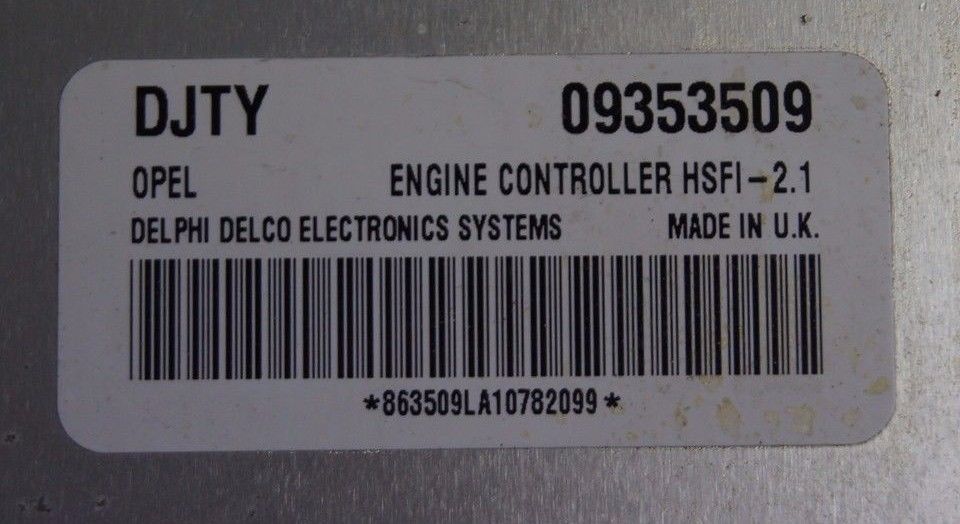 DJTY 09353509
OPEL ENGINE CONTROLLER HSFI-2.1
DELPHI DELCO ELECTRONICS SYSTEMS MADE IN U.K.
*863509LA10782099*